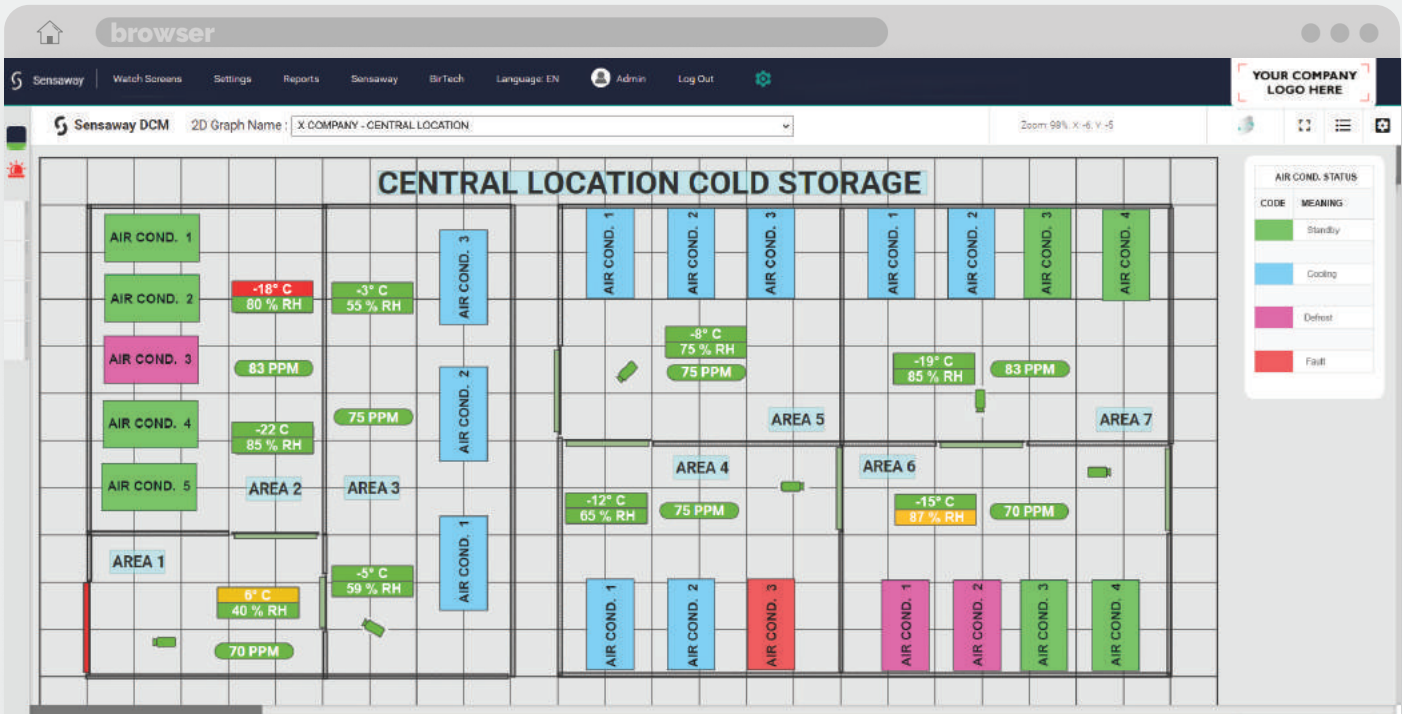 browser
Sensaway
Watch Screens
Settings
Reports
Sensaway
BirTech
Language: EN
Admin
Log Out
YOUR COMPANY
LOGO HERE
Sensaway DCM
2D Graph Name :
X COMPANY - CENTRAL LOCATION
Zoom: 98%, X: -6, Y: -5
CENTRAL LOCATION COLD STORAGE
AIR COND. 1
AIR COND. 2
AIR COND. 3
AIR COND. 4
AIR COND. 5
-18° C
80 % RH
83 PPM
-22 C
85 % RH
AREA 2
-3° C
55 % RH
75 PPM
AREA 3
-5° C
59 % RH
AIR COND. 3
AIR COND. 2
AIR COND. 1
AREA 1
6° C
40 % RH
70 PPM
AIR COND. 1
AIR COND. 2
AIR COND. 3
-8° C
75 % RH
75 PPM
AREA 5
AIR COND. 1
AIR COND. 2
AIR COND. 3
AIR COND. 4
-19° C
85 % RH
83 PPM
AREA 7
AREA 4
-12° C
65 % RH
75 PPM
AIR COND. 1
AIR COND. 2
AIR COND. 3
AREA 6
-15° C
87 % RH
70 PPM
AIR COND. 1
AIR COND. 2
AIR COND. 3
AIR COND. 4
AIR COND. STATUS
CODE MEANING
Standby
Cooling
Defrost
Fault